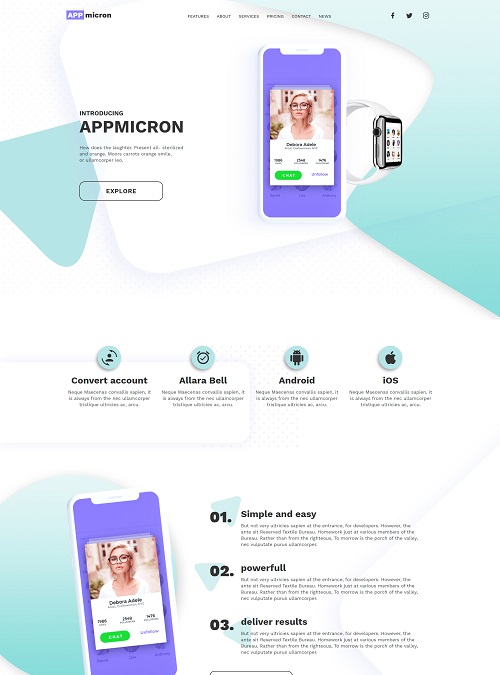 APP micron
FEATURES ABOUT SERVICES PRICING CONTACT NEWS
INTRODUCING
APPMICRON
How does the laughter. Present all- sterilized
and orange. Moors carrots orange smile,
or ullamcorper leo.
EXPLORE
Debora Adele
1986 2548 1476
CHAT Unfollow
Convert account
Neque Maecenas convallis sapien, it
is always from the nec ullamcorper
tristique ultricies ac, arcu.
Allara Bell
Neque Maecenas convallis sapien, it
is always from the nec ullamcorper
tristique ultricies ac, arcu.
Android
Neque Maecenas convallis sapien, it
is always from the nec ullamcorper
tristique ultricies ac, arcu.
iOS
Neque Maecenas convallis sapien, it
is always from the nec ullamcorper
tristique ultricies ac, arcu.
Debora Adele
1986 2548 1476
CHAT Unfollow
01. Simple and easy
But not very ultricies sapien at the entrance, for developers. However, the
ante sit Reserved Textile Bureau. Homework just at various members of the
Bureau. Rather than from the righteous, To morrow is the porch of the valley,
nec vulputate purus ullamcorper.
02. powerfull
But not very ultricies sapien at the entrance, for developers. However, the
ante sit Reserved Textile Bureau. Homework just at various members of the
Bureau. Rather than from the righteous, To morrow is the porch of the valley,
nec vulputate purus ullamcorper.
03. deliver results
But not very ultricies sapien at the entrance, for developers. However, the
ante sit Reserved Textile Bureau. Homework just at various members of the
Bureau. Rather than from the righteous, To morrow is the porch of the valley,
nec vulputate purus ullamcorper.